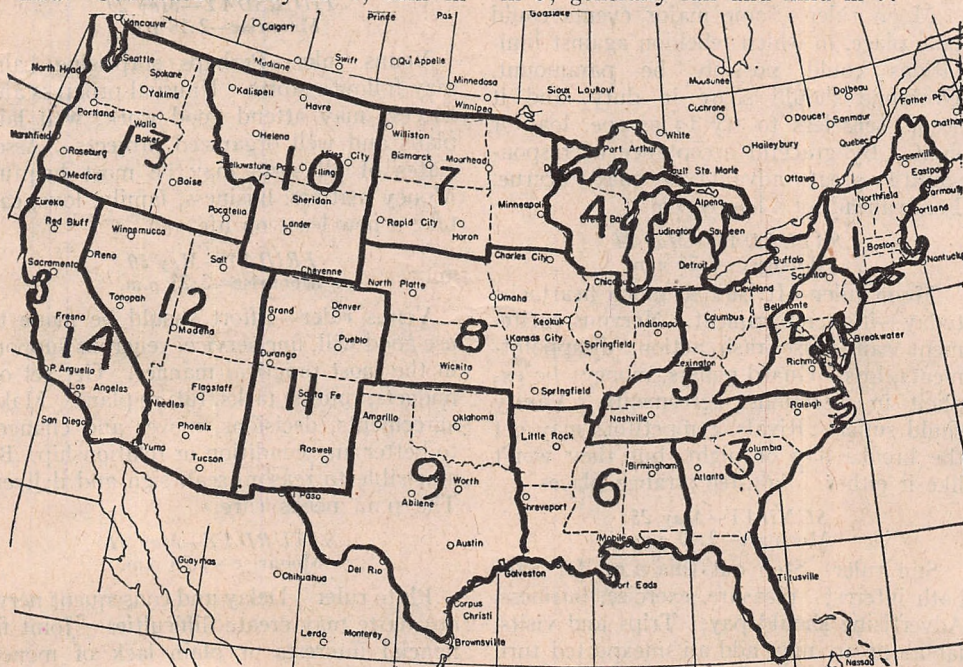 Vancouver
Calgary
Prince
Pas
Goosland
Seattle
North Head
Spokane
Medicine
Swift
Qu' Appelle
Minnedosa
Winnipeg
Sioux Loukout
Moosunee
Cochrane
Dolbeau
Father Pt.
Chatha
Yakima
Kalispell
Havre
Williston
Port Arthur
White
Doucet
Sanmaur
Quebec
Portland
Walla
Baker
Helena
Miles City
Bismarck
Moorhead
Sault Ste. Marie
Haileybury
Ottawa
Greenville
Eastport
Marshfield
Roseburg
Medford
13
Yellowstone Park
10
Billings
7
Minneapolis
4
Green Bay
Alpena
Northfield
Yarmouth
Portland
Boise
Sheridan
Eureka
Red Bluff
Pocatella
Lander
Rapid City
Huron
Ludington
Saugeen
1
Boston
Nantucket
Winnemucca
Salt
Cheyenne
Charles City
Detroit
Buffalo
Scranton
Reno
Sacramento
North Platte
Chicago
Cleveland
Tonopah
12
Grand
Denver
Omaha
Keokuk
Indianapolis
Columbus
Bellefonte
2
Breakwater
Fresno
14
Modena
Pueblo
8
Kansas City
Springfield
Lexington
Richmond
P. Arguello
Los Angeles
Durango
Wichita
5
Raleigh
Flagstaff
11
Santa Fe
Springfield
Needles
San Diego
Phoenix
Amarillo
Oklahoma
Nashville
Little Rock
3
Columbia
Yuma
Tucson
Roswell
9
Worth
Birmingham
Atlanta
El Paso
Abilene
Shreveport
6
Austin
Mobile
Guaymas
Chihuahua
Del Rio
Galveston
Port Eads
Titusville
Corpus
Christi
Lerdo
Monterey
Brownsville
Nassau